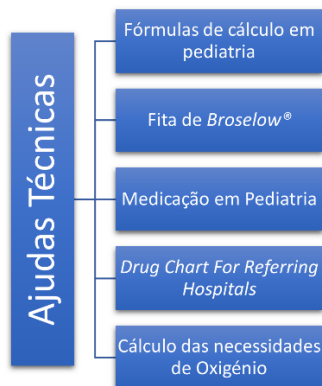 Ajudas Técnicas
Fórmulas de cálculo em
pediatria
Fita de Broselow®
Medicação em Pediatria
Drug Chart For Referring
Hospitals
Cálculo das necessidades
de Oxigénio